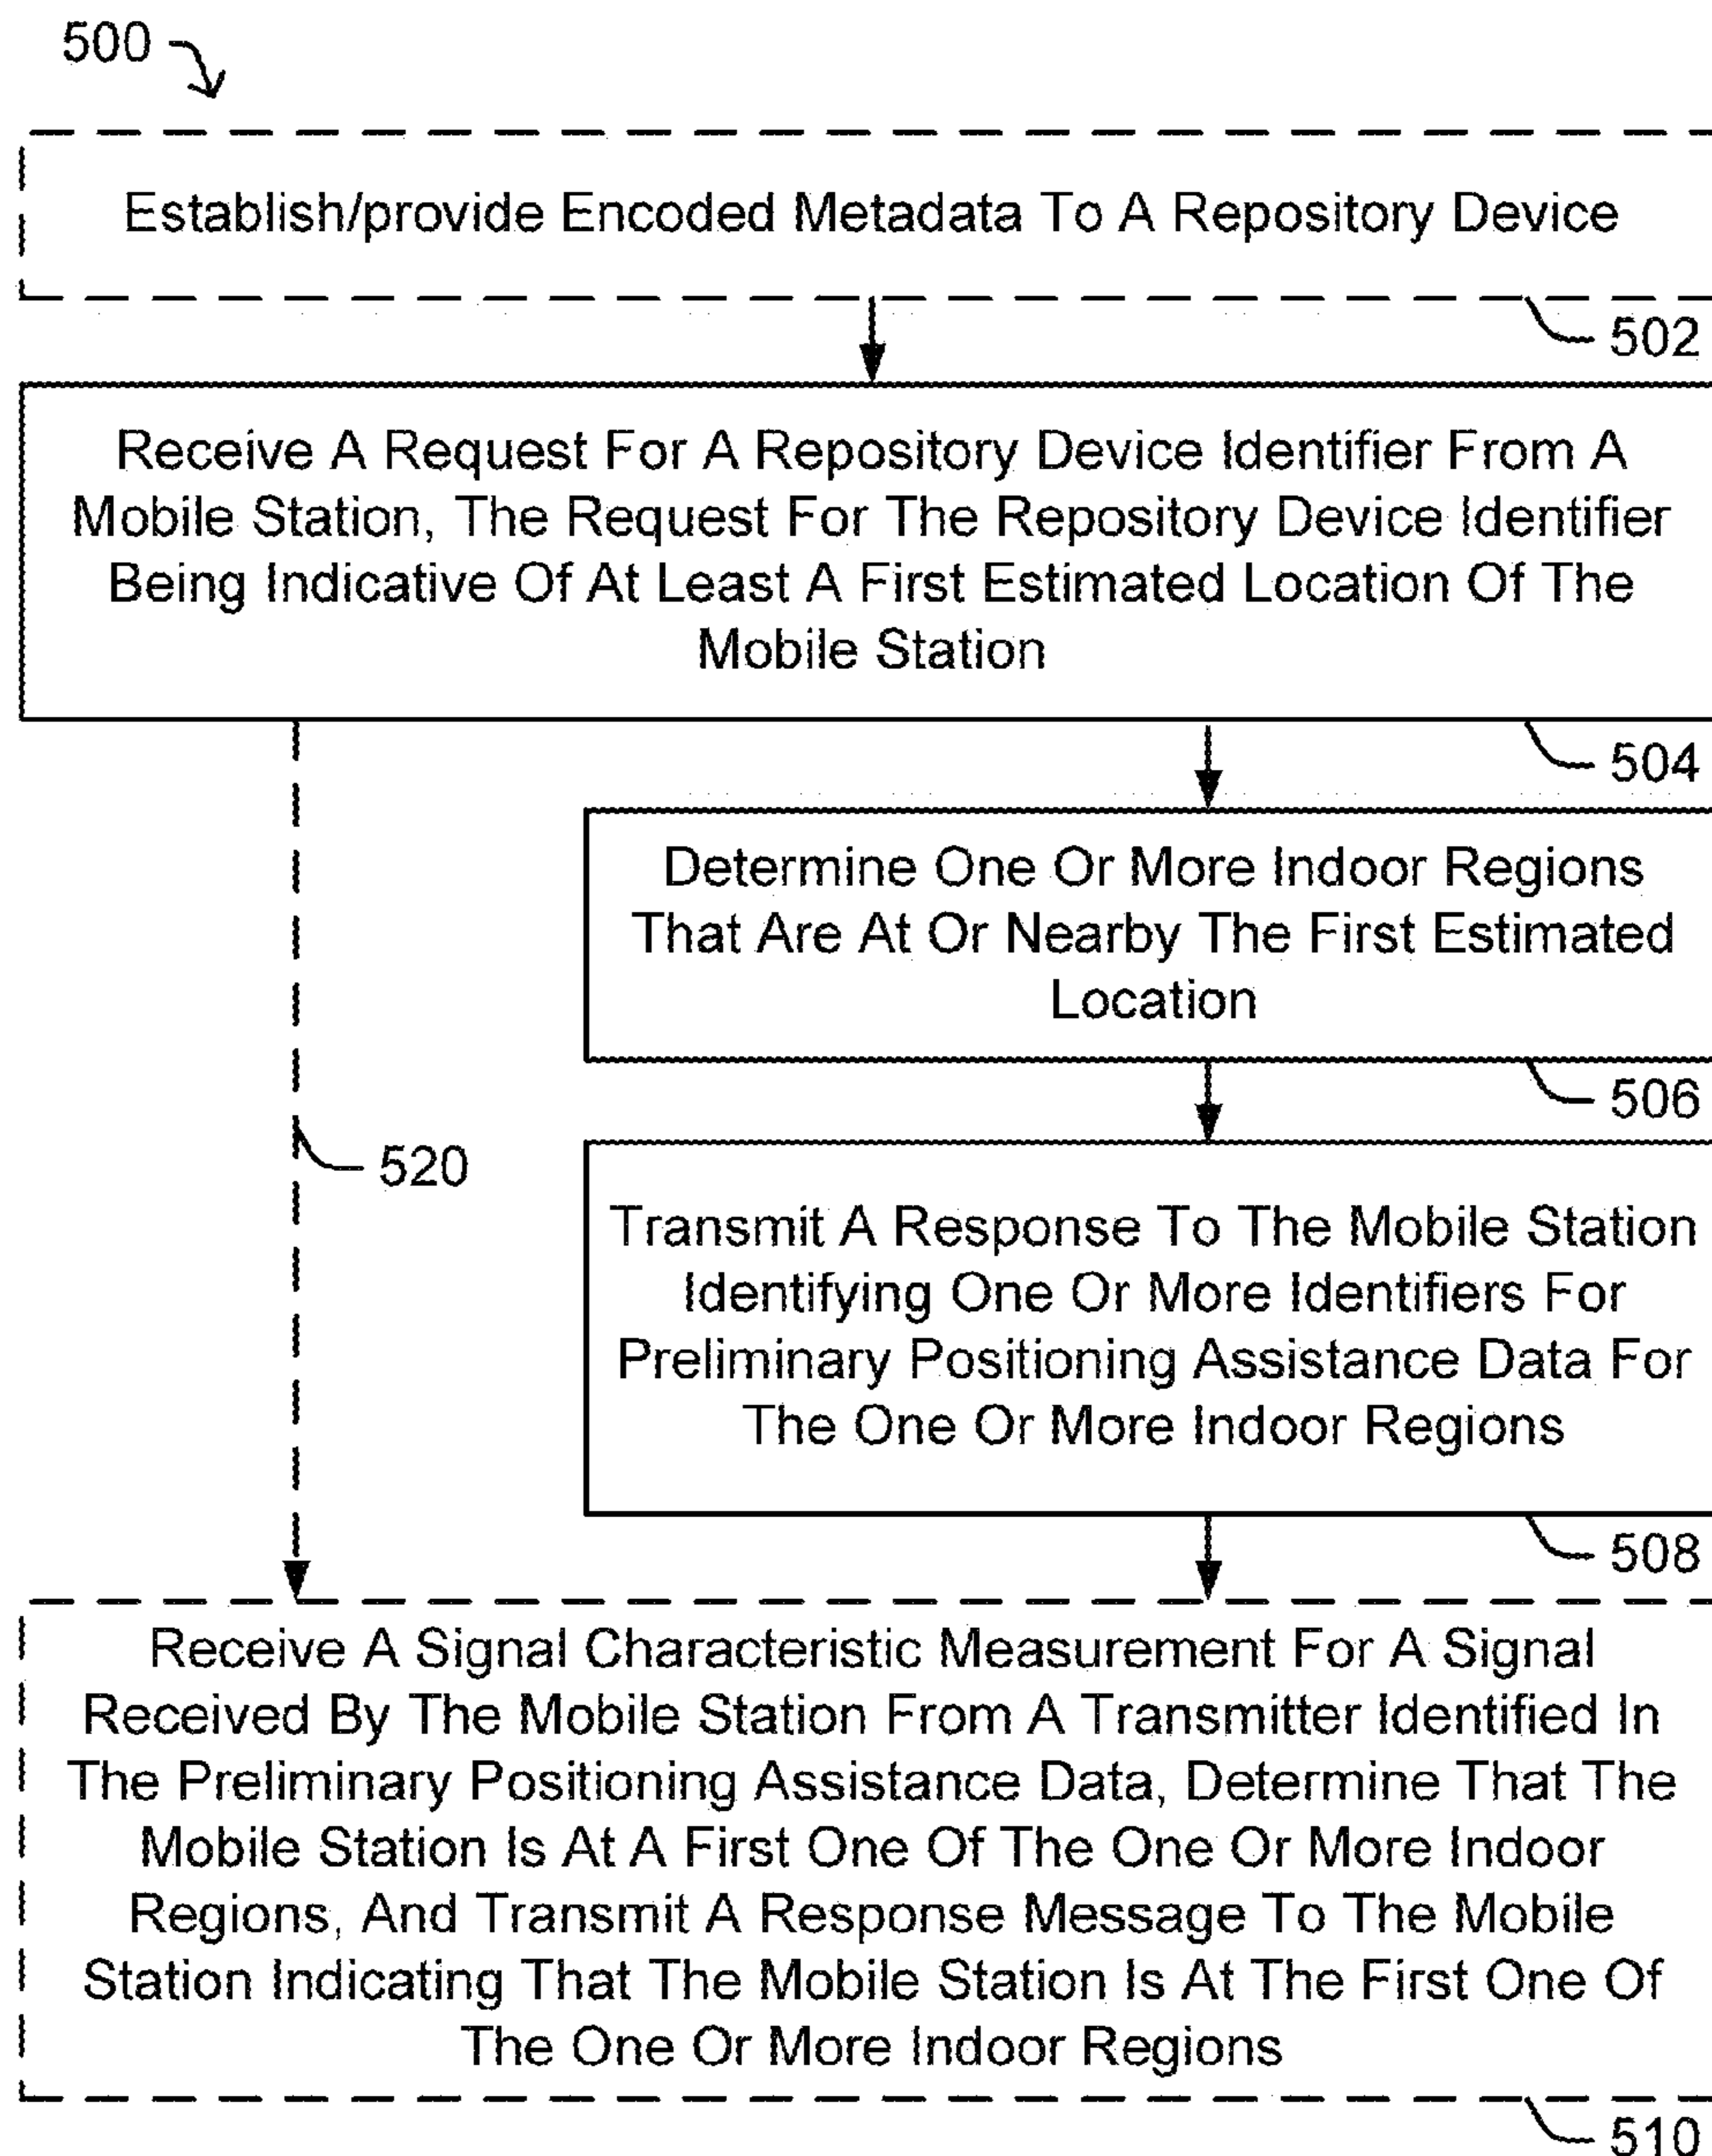 500
Establish/provide Encoded Metadata To A Repository Device
502
Receive A Request For A Repository Device Identifier From A
Mobile Station, The Request For The Repository Device Identifier
Being Indicative Of At Least A First Estimated Location Of The
Mobile Station
504
Determine One Or More Indoor Regions
That Are At Or Nearby The First Estimated
Location
506
520
Transmit A Response To The Mobile Station
Identifying One Or More Identifiers For
Preliminary Positioning Assistance Data For
The One Or More Indoor Regions
508
Receive A Signal Characteristic Measurement For A Signal
Received By The Mobile Station From A Transmitter Identified In
The Preliminary Positioning Assistance Data, Determine That The
Mobile Station Is At A First One Of The One Or More Indoor
Regions, And Transmit A Response Message To The Mobile
Station Indicating That The Mobile Station Is At The First One Of
The One Or More Indoor Regions
510